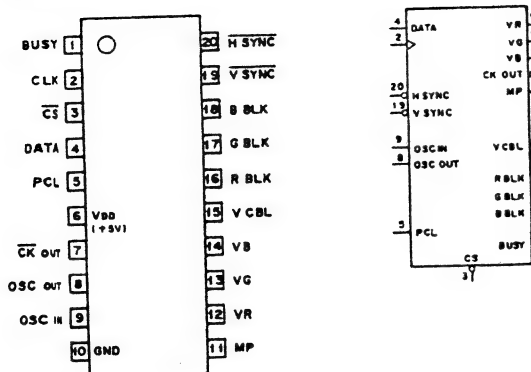 BUSY 1
CLK 2
CS 3
DATA 4
PCL 5
6 VDD
(+5V)
CK OUT 7
OSC OUT 8
OSC IN 9
10 GND
20 H SYNC
19 V SYNC
18 B BLK
17 G BLK
16 R BLK
15 V CBL
14 VB
13 VG
12 VR
11 MP
4 DATA
2
20 H SYNC
19 V SYNC
9 OSC IN
8 OSC OUT
5 PCL
VR
VG
VB
CK OUT
MP
V CBL
R BLK
G BLK
B BLK
BUSY
CS
3